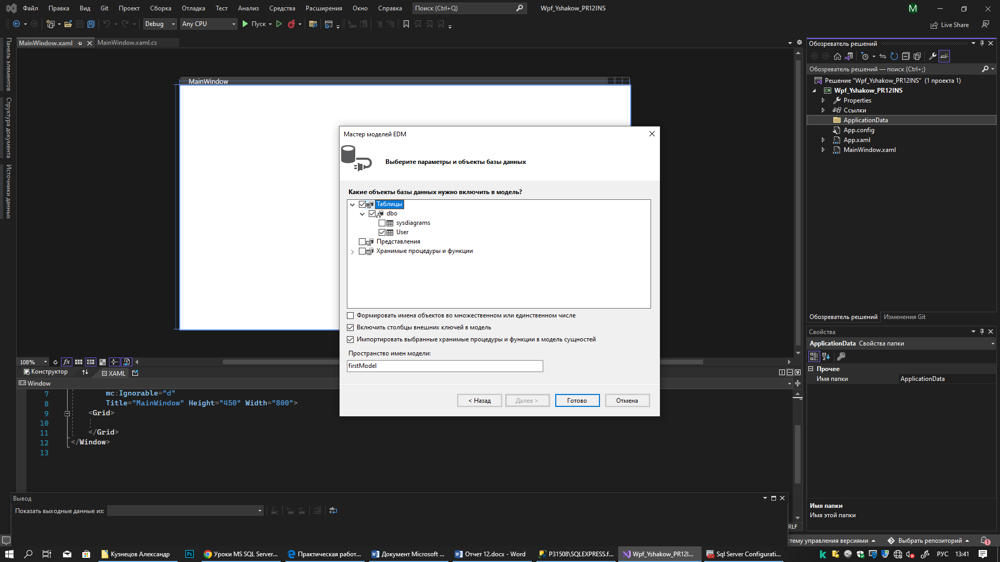 Файл Правка Вид Git Проект Сборка Отладка Тест Анализ Средства Расширения Окно Справка Поиск (Ctrl+Q) Wpf_Yshakow_PR12INS M
Debug Any CPU Пуск Live Share
MainWindow.xaml MainWindow.xaml.cs
Панель элементов
Структура документа
Источники данных
MainWindow
Мастер моделей EDM
Выберите параметры и объекты базы данных
Какие объекты базы данных нужно включить в модель?
Таблицы
dbo
sysdiagrams
User
Представления
Хранимые процедуры и функции
Формировать имена объектов во множественном или единственном числе
Включить столбцы внешних ключей в модель
Импортировать выбранные хранимые процедуры и функции в модель сущностей
Пространство имен модели:
firstModel
< Назад Далее > Готово Отмена
108% fx
Конструктор XAML
Window
7 mc:Ignorable="d"
8 Title="MainWindow" Height="450" Width="800">
9 <Grid>
10
11 </Grid>
12 </Window>
13
Вывод
Показать выходные данные из:
Обозреватель решений
Обозреватель решений — поиск (Ctrl+;)
Решение "Wpf_Yshakow_PR12INS" (1 проекта 1)
C# Wpf_Yshakow_PR12INS
Properties
Ссылки
ApplicationData
App.config
App.xaml
MainWindow.xaml
Обозреватель решений Изменения Git
Свойства
ApplicationData Свойства папки
Прочее
Имя папки ApplicationData
Имя папки
Имя этой папки
RLF
стему управления версиями Выбрать репозиторий 1
Кузнецов Александр Ps Уроки MS SQL Server... Практическая работ... Документ Microsoft ... Отчет 12.docx - Word P31508\SQLEXPRESS.f... Wpf_Yshakow_PR12I... Sql Server Configurati... РУС 13:41